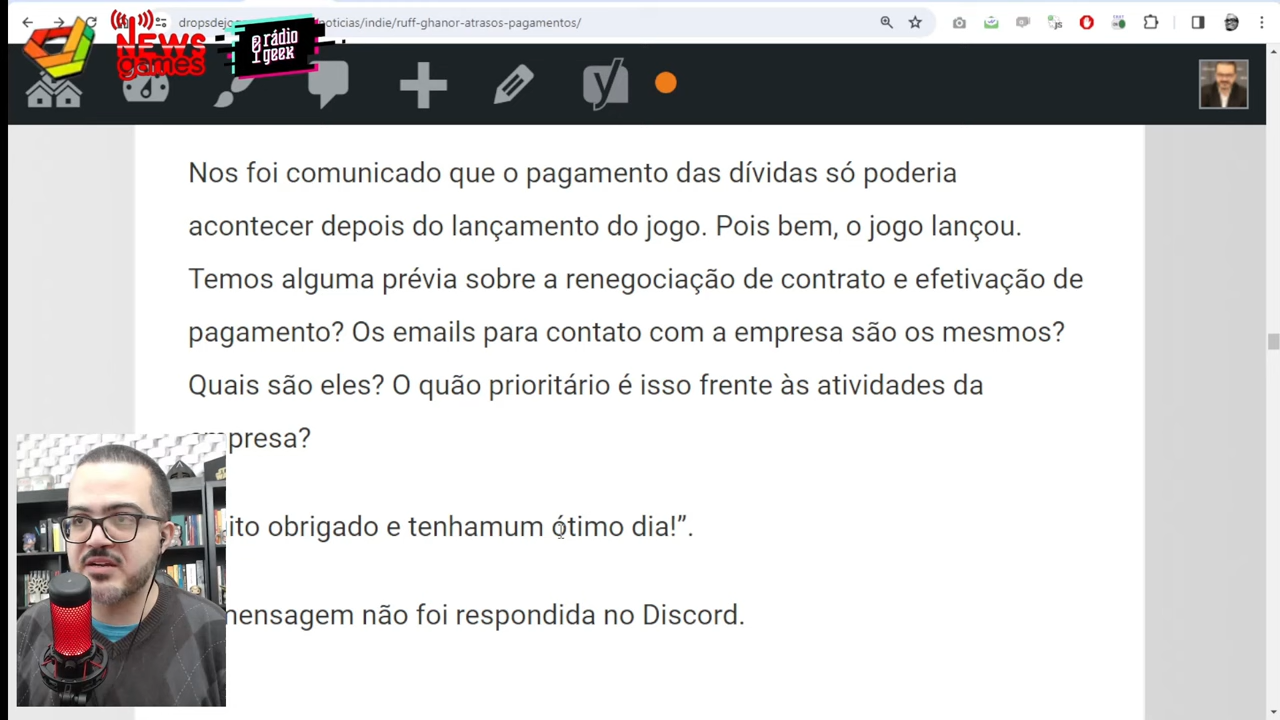 dropsdejo
noticias/indie/ruff-ghanor-atrasos-pagamentos/
NEWS
games
rádio
geek
Nos foi comunicado que o pagamento das dívidas só poderia
acontecer depois do lançamento do jogo. Pois bem, o jogo lançou.
Temos alguma prévia sobre a renegociação de contrato e efetivação de
pagamento? Os emails para contato com a empresa são os mesmos?
Quais são eles? O quão prioritário é isso frente às atividades da
empresa?
ito obrigado e tenhamum ótimo dia!”.
mensagem não foi respondida no Discord.